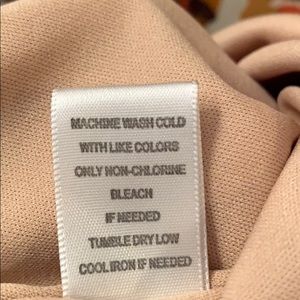 MACHINE WASH COLD
WITH LIKE COLORS
ONLY NON-CHLORINE
BLEACH
IF NEEDED
TUMBLE DRY LOW
COOL IRON IF NEEDED